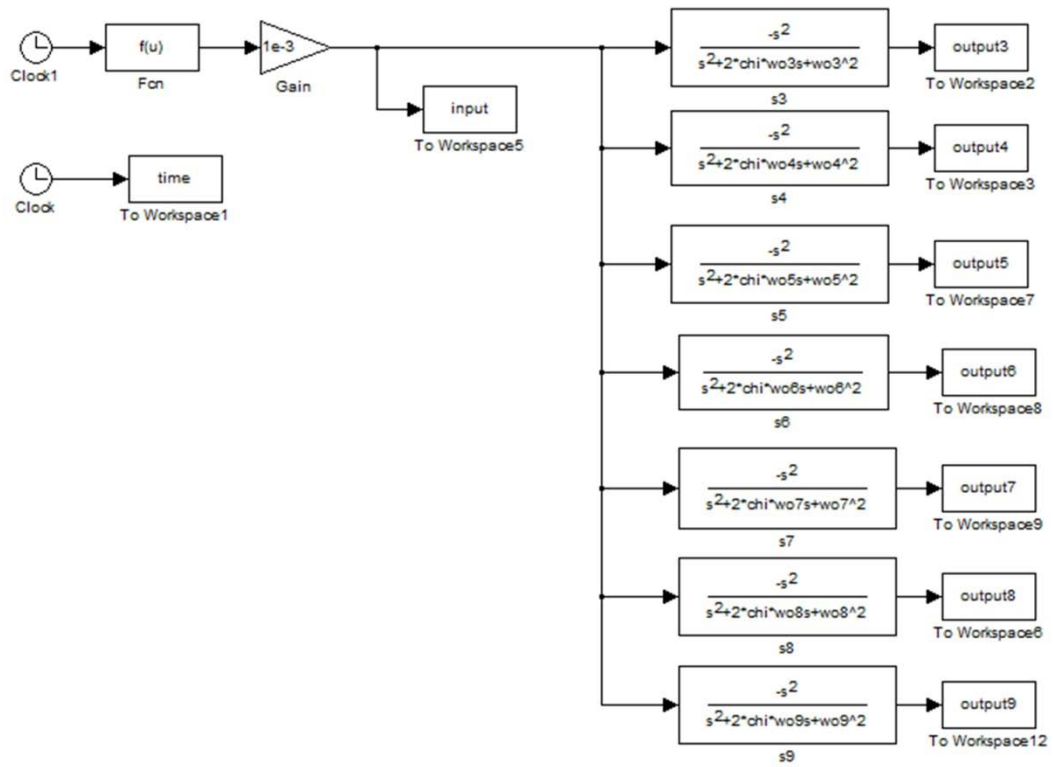 Clock1
f(u)
Fcn
1e-3
Gain
input
To Workspace5
Clock
time
To Workspace1
-s2
s2+2*chi*wo3s+wo3^2
s3
output3
To Workspace2
-s2
s2+2*chi*wo4s+wo4^2
s4
output4
To Workspace3
-s2
s2+2*chi*wo5s+wo5^2
s5
output5
To Workspace7
-s2
s2+2*chi*wo6s+wo6^2
s6
output6
To Workspace8
-s2
s2+2*chi*wo7s+wo7^2
s7
output7
To Workspace9
-s2
s2+2*chi*wo8s+wo8^2
s8
output8
To Workspace6
-s2
s2+2*chi*wo9s+wo9^2
s9
output9
To Workspace12